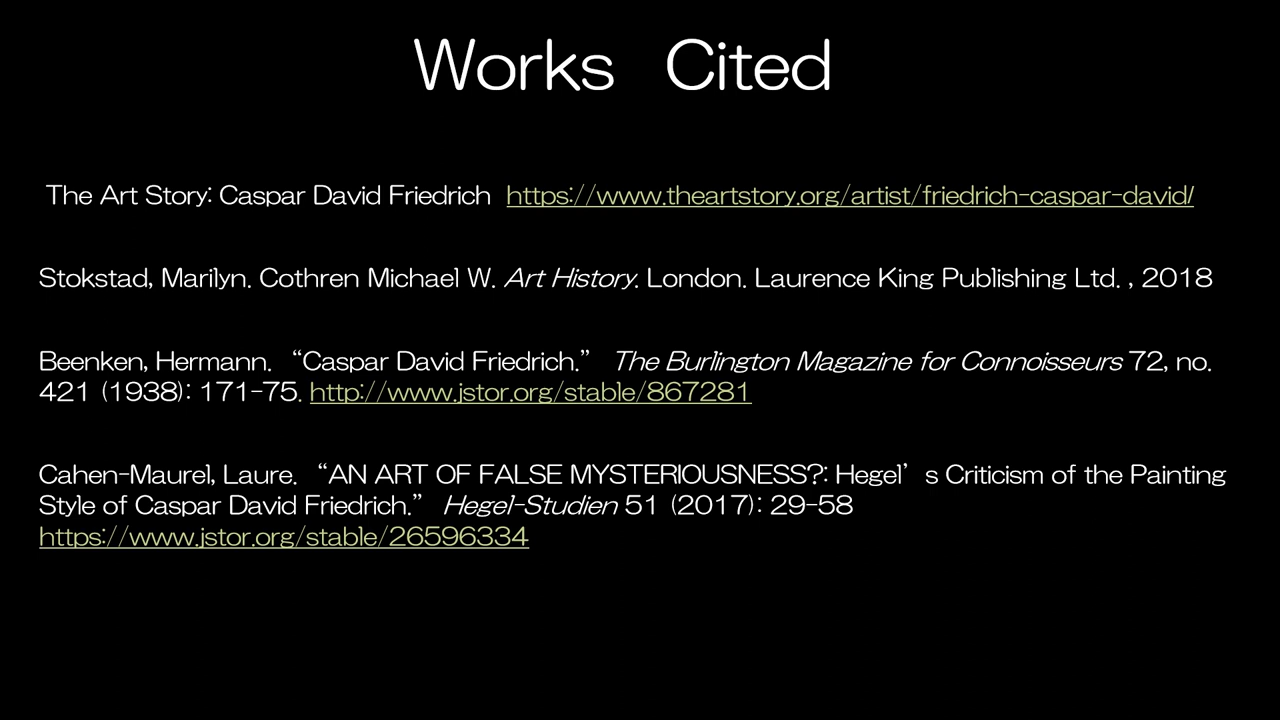 Works Cited
The Art Story: Caspar David Friedrich https://www.theartstory.org/artist/friedrich-caspar-david/
Stokstad, Marilyn. Cothren Michael W. Art History. London. Laurence King Publishing Ltd. , 2018
Beenken, Hermann. “Caspar David Friedrich.” The Burlington Magazine for Connoisseurs 72, no.
421 (1938): 171-75. http://www.jstor.org/stable/867281
Cahen-Maurel, Laure. “AN ART OF FALSE MYSTERIOUSNESS?: Hegel’s Criticism of the Painting
Style of Caspar David Friedrich.” Hegel-Studien 51 (2017): 29-58
https://www.jstor.org/stable/26596334